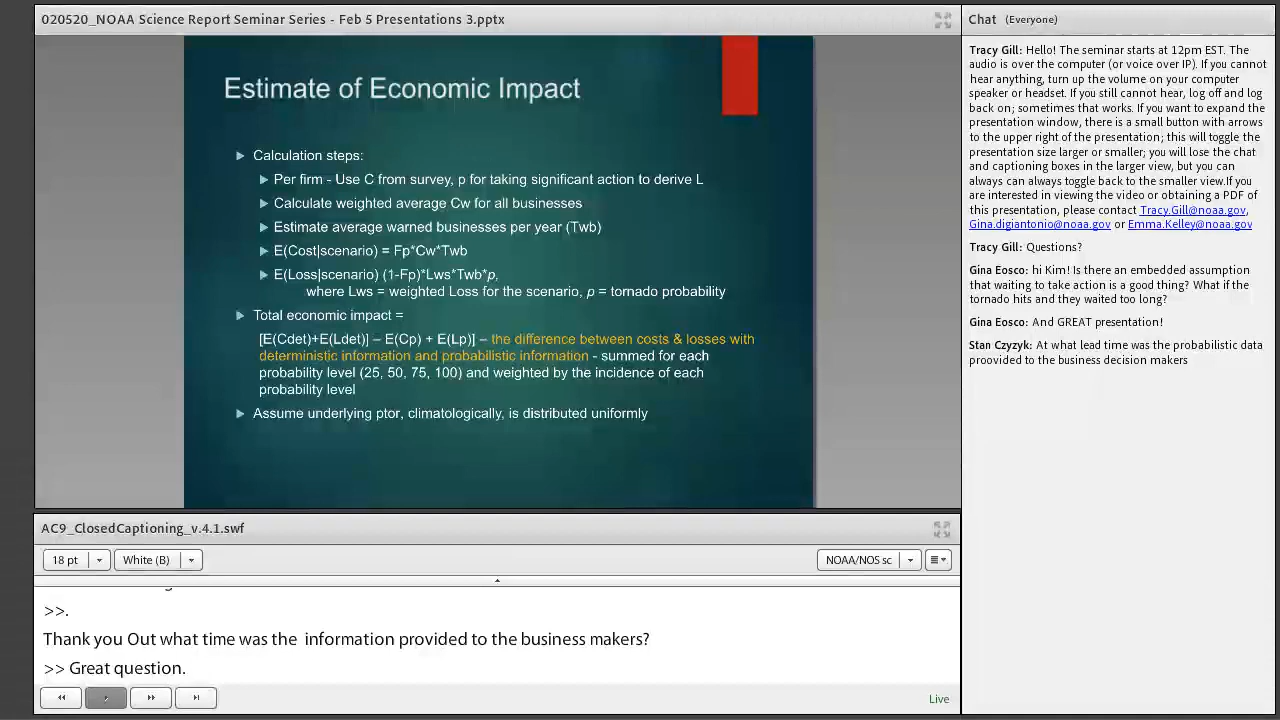 020520_NOAA Science Report Seminar Series - Feb 5 Presentations 3.pptx
Estimate of Economic Impact
Calculation steps:
Per firm - Use C from survey, p for taking significant action to derive L
Calculate weighted average Cw for all businesses
Estimate average warned businesses per year (Twb)
E(Cost|scenario) = Fp*Cw*Twb
E(Loss|scenario) (1-Fp)*Lws*Twb*p,
where Lws = weighted Loss for the scenario, p = tornado probability
Total economic impact =
[E(Cdet)+E(Ldet)] – E(Cp) + E(Lp)] – the difference between costs & losses with
deterministic information and probabilistic information - summed for each
probability level (25, 50, 75, 100) and weighted by the incidence of each
probability level
Assume underlying ptor, climatologically, is distributed uniformly
AC9_ClosedCaptioning_v.4.1.swf
18 pt
White (B)
NOAA/NOS sc
>>.
Thank you Out what time was the information provided to the business makers?
>> Great question.
Live
Chat (Everyone)
Tracy Gill: Hello! The seminar starts at 12pm EST. The
audio is over the computer (or voice over IP). If you cannot
hear anything, turn up the volume on your computer
speaker or headset. If you still cannot hear, log off and log
back on; sometimes that works. If you want to expand the
presentation window, there is a small button with arrows
to the upper right of the presentation; this will toggle the
presentation size larger or smaller; you will lose the chat
and captioning boxes in the larger view, but you can
always can always toggle back to the smaller view.If you
are interested in viewing the video or obtaining a PDF of
this presentation, please contact Tracy.Gill@noaa.gov,
Gina.digiantonio@noaa.gov or Emma.Kelley@noaa.gov
Tracy Gill: Questions?
Gina Eosco: hi Kim! Is there an embedded assumption
that waiting to take action is a good thing? What if the
tornado hits and they waited too long?
Gina Eosco: And GREAT presentation!
Stan Czyzyk: At what lead time was the probabilistic data
proovided to the business decision makers